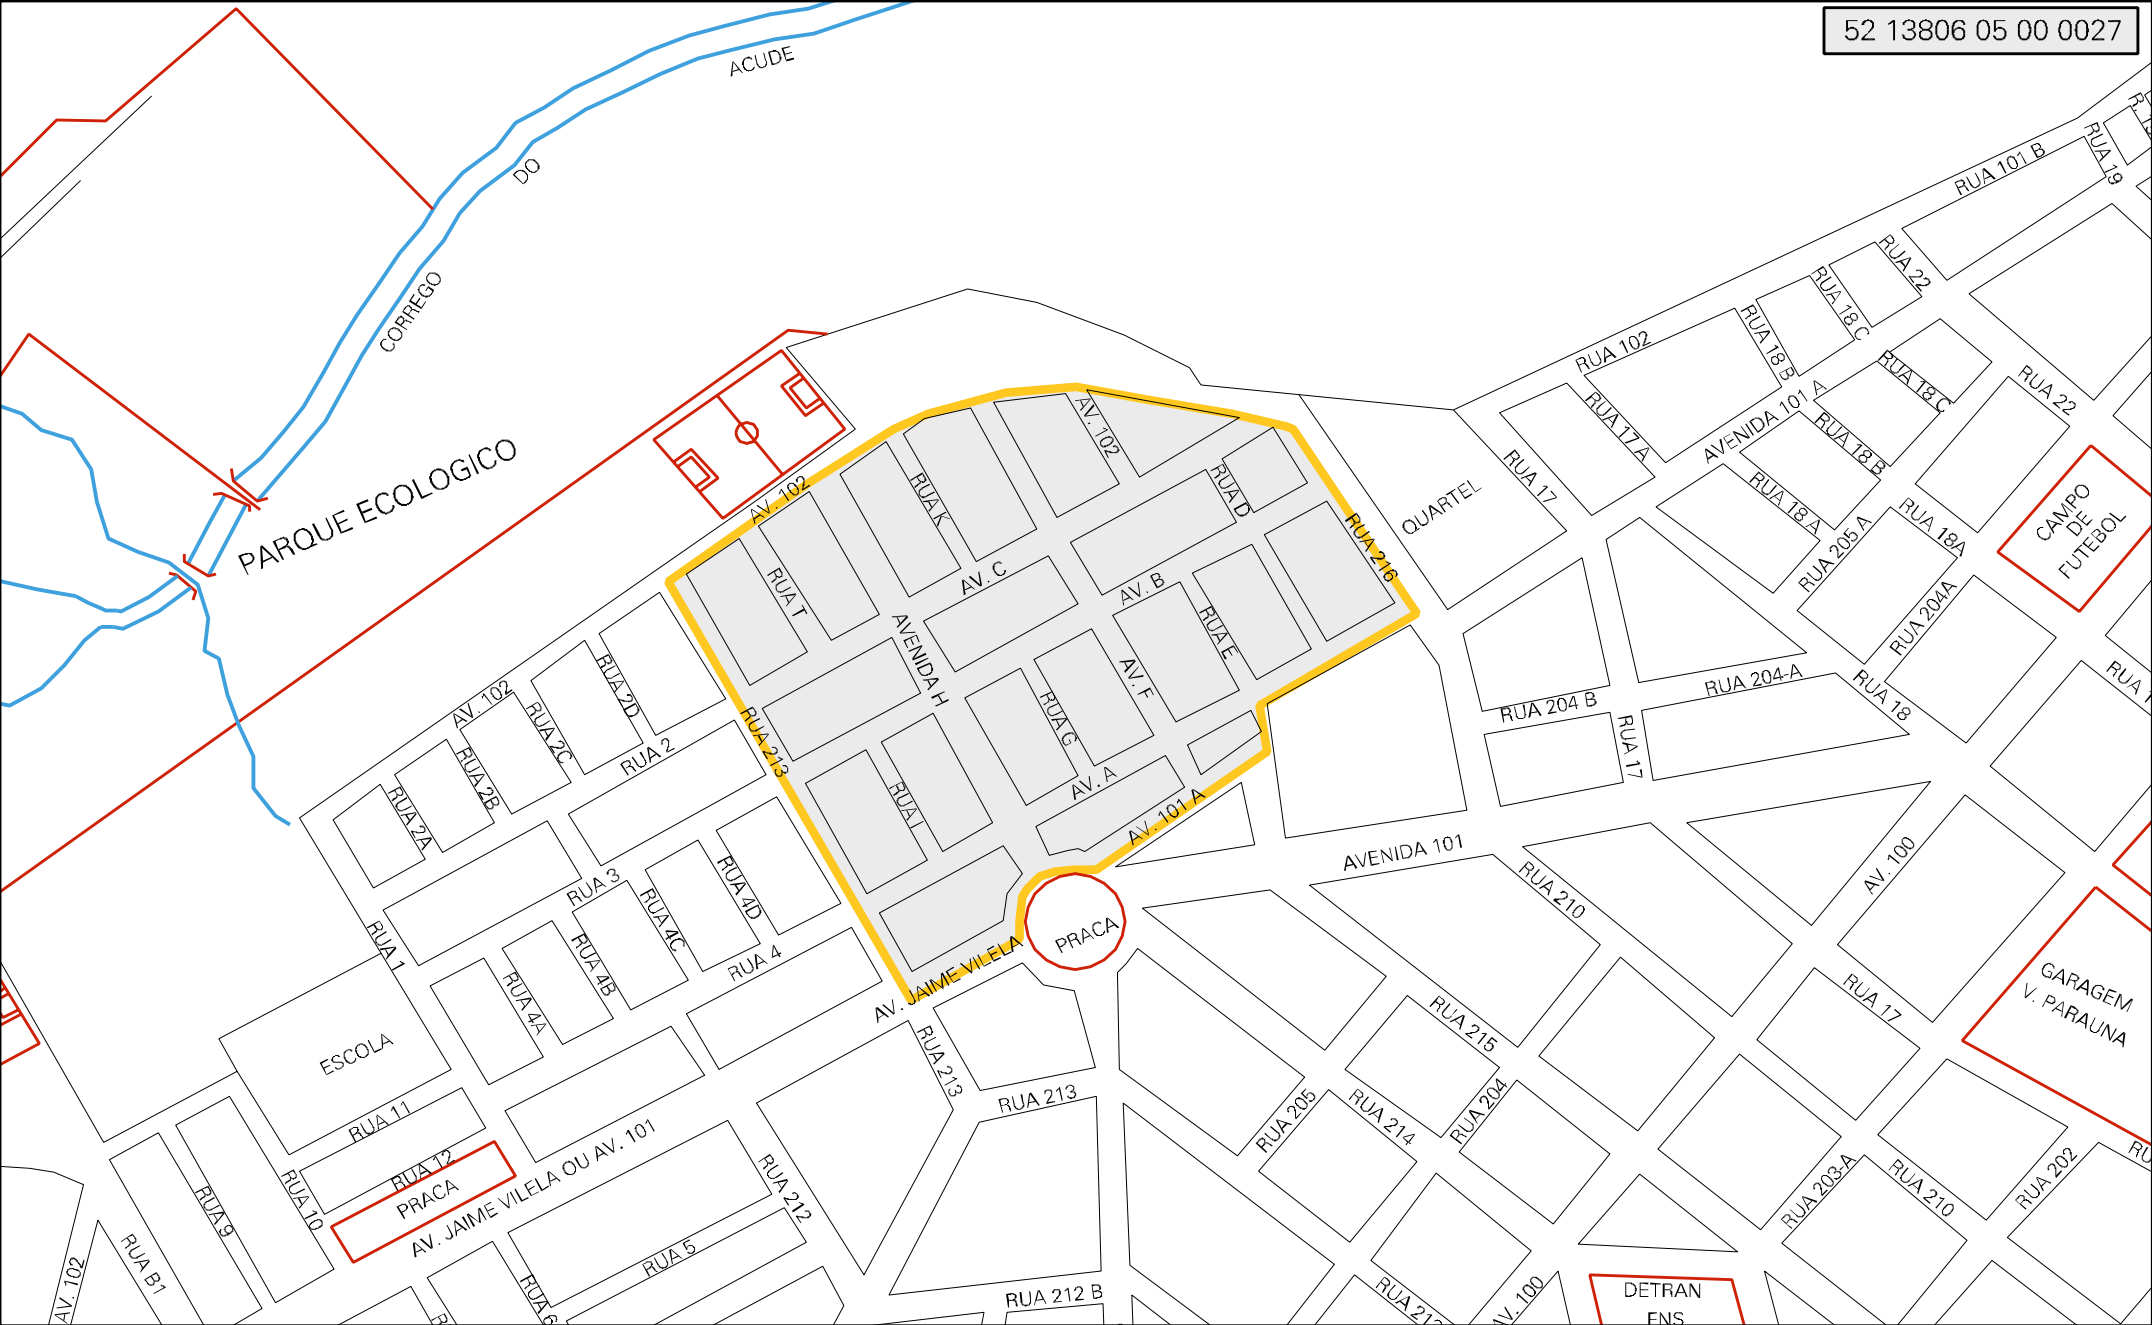 52 13806 05 00 0027
ACUDE
DO
CORREGO
PARQUE ECOLOGICO
RUA 101 B
RUA 19
RUA 22
RUA 18 C
RUA 18 B
RUA 102
RUA 17 A
RUA 17
AVENIDA 101 A
RUA 18 C
RUA 22
RUA 18 B
RUA 18 A
RUA 205 A
RUA 18A
RUA 204A
CAMPO
DE
FUTEBOL
QUARTEL
AV. 102
AV. 102
RUA K
RUA D
RUA 216
RUA T
AV. C
AV. B
AVENIDA H
RUA E
AV. F
RUA G
AV. A
RUA I
AV. 101 A
RUA 213
AV. 102
RUA 2D
RUA 2C
RUA 2
RUA 2B
RUA 2A
RUA 3
RUA 4D
RUA 4C
RUA 4B
RUA 4
RUA 4A
RUA 1
ESCOLA
AV. JAIME VILELA
PRACA
RUA 204 B
RUA 204-A
RUA 18
RUA 17
RUA
AVENIDA 101
RUA 210
AV. 100
GARAGEM
V. PARAUNA
RUA 17
RUA 215
RUA 213
RUA 213
RUA 205
RUA 214
RUA 204
RUA 11
RUA 12
PRACA
AV. JAIME VILELA OU AV. 101
RUA 10
RUA 9
RUA B1
AV. 102
RUA 212
RUA 5
RUA 6
RUA 212 B
AV. 100
RUA 203-A
RUA 210
RUA 202
DETRAN